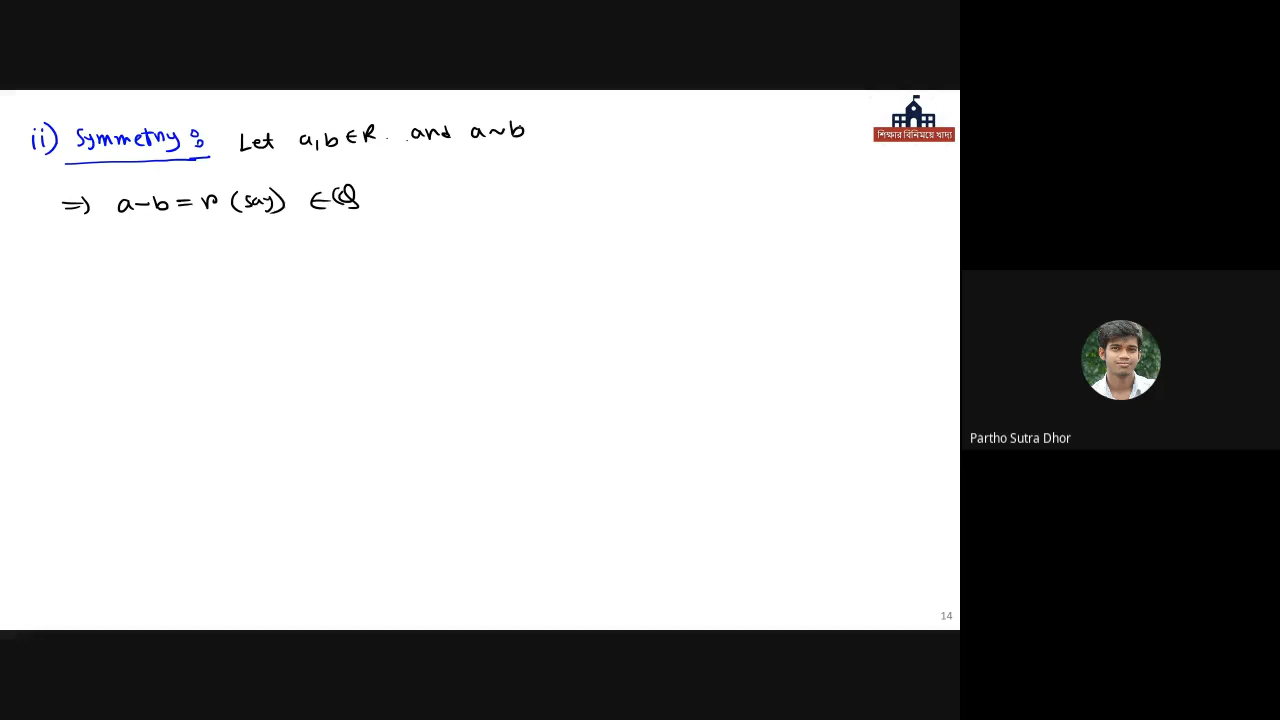 ii) Symmetry : Let a, b ∈ R. and a ~ b
শিক্ষার বিনিময়ে খাদ্য
⇒ a - b = r (say) ∈ ℚ
Partho Sutra Dhor
14